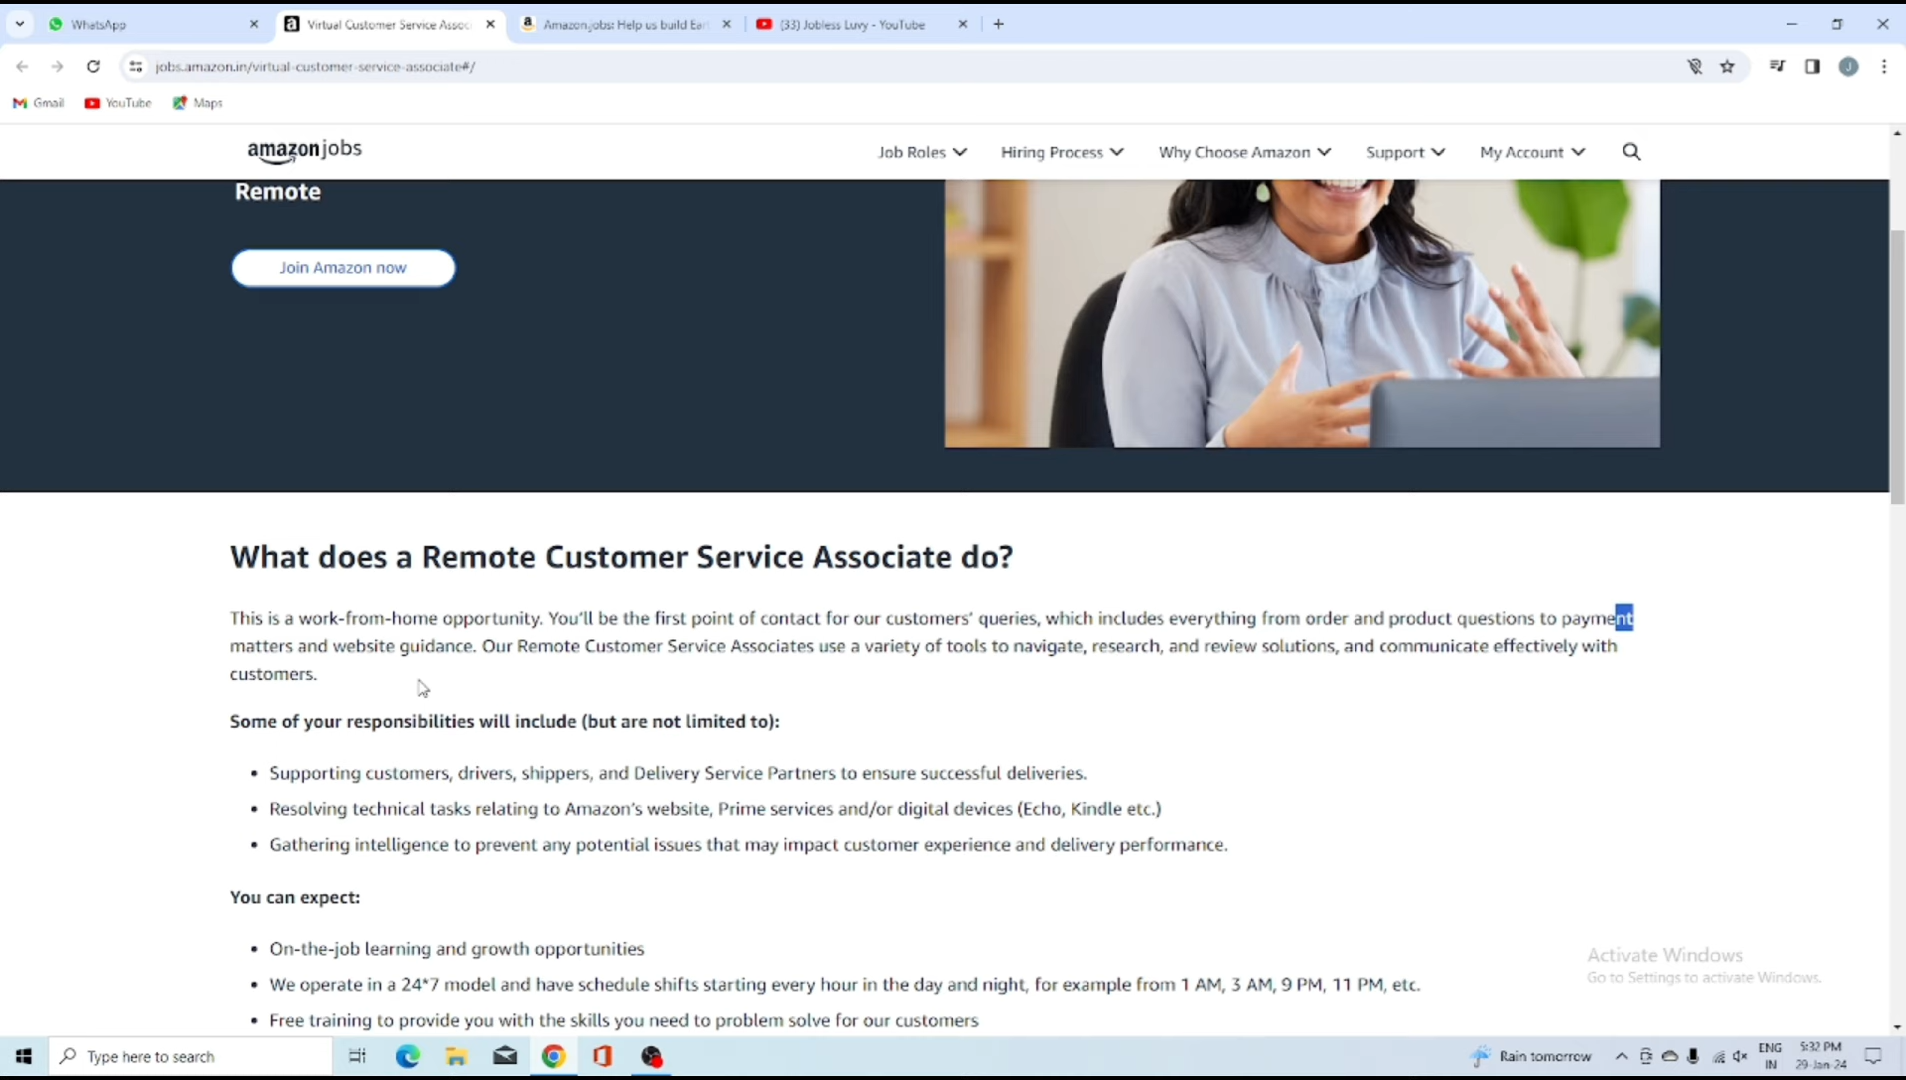 WhatsApp
Virtual Customer Service Assoc
Amazon.jobs: Help us build Eart
(33) Jobless Luvy - YouTube
jobs.amazon.in/virtual-customer-service-associate#/
J
Gmail
YouTube
Maps
amazon jobs
Job Roles
Hiring Process
Why Choose Amazon
Support
My Account
Remote
Join Amazon now
What does a Remote Customer Service Associate do?
This is a work-from-home opportunity. You'll be the first point of contact for our customers' queries, which includes everything from order and product questions to payment
matters and website guidance. Our Remote Customer Service Associates use a variety of tools to navigate, research, and review solutions, and communicate effectively with
customers.
Some of your responsibilities will include (but are not limited to):
• Supporting customers, drivers, shippers, and Delivery Service Partners to ensure successful deliveries.
• Resolving technical tasks relating to Amazon's website, Prime services and/or digital devices (Echo, Kindle etc.)
• Gathering intelligence to prevent any potential issues that may impact customer experience and delivery performance.
You can expect:
• On-the-job learning and growth opportunities
• We operate in a 24*7 model and have schedule shifts starting every hour in the day and night, for example from 1 AM, 3 AM, 9 PM, 11 PM, etc.
• Free training to provide you with the skills you need to problem solve for our customers
Activate Windows
Go to Settings to activate Windows.
Type here to search
Rain tomorrow
ENG
IN
5:32 PM
29-Jan-24